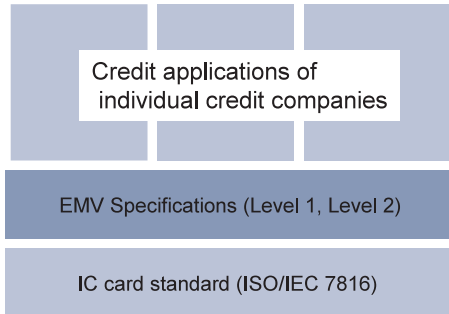 Credit applications of
individual credit companies
EMV Specifications (Level 1, Level 2)
IC card standard (ISO/IEC 7816)